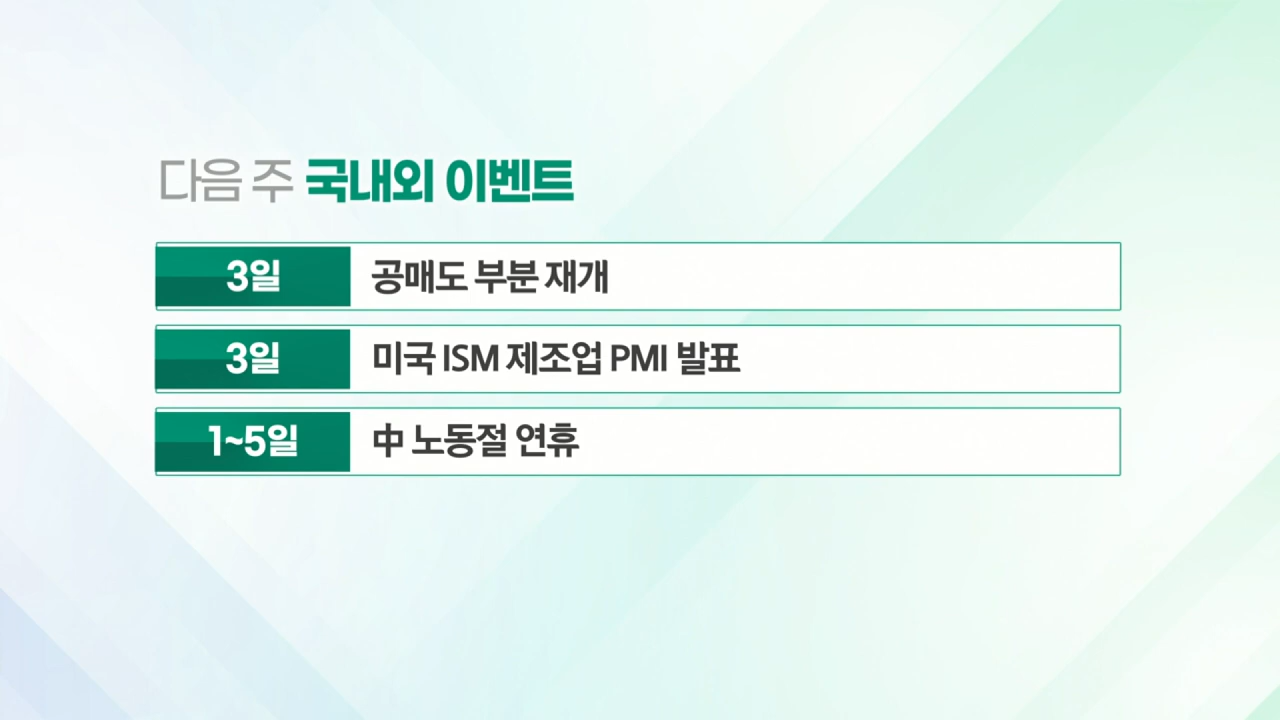 다음 주 국내외 이벤트
3일 공매도 부분 재개
3일 미국 ISM 제조업 PMI 발표
1~5일 中 노동절 연휴